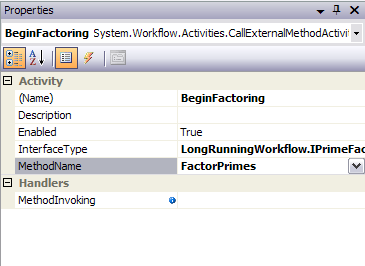 Properties
BeginFactoring System.Workflow.Activities.CallExternalMethodActivi
A Z
Activity
(Name) BeginFactoring
Description
Enabled True
InterfaceType LongRunningWorkflow.IPrimeFac
MethodName FactorPrimes
Handlers
MethodInvoking